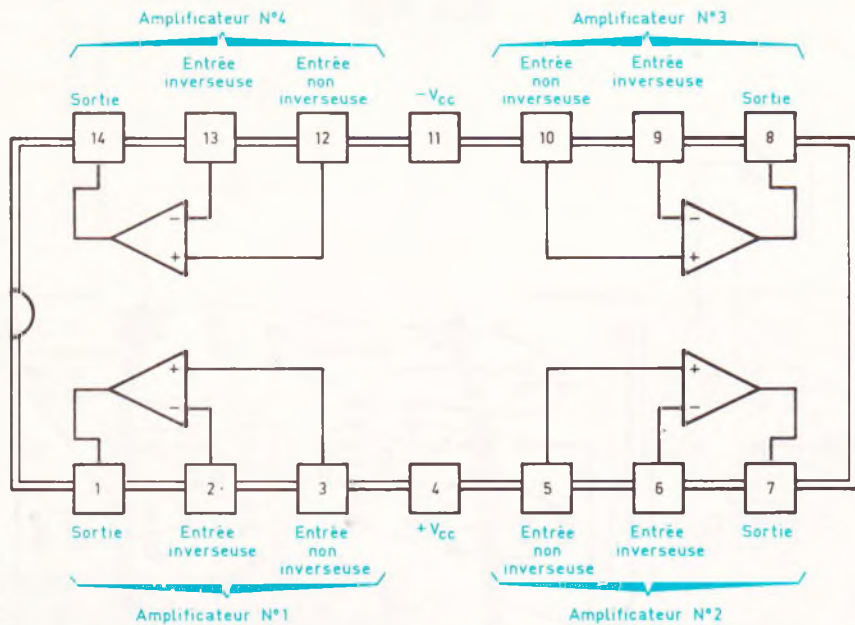 Amplificateur N°4
Amplificateur N°3
Entrée inverseuse
Entrée non inverseuse
Entrée non inverseuse
Entrée inverseuse
Sortie
-Vcc
Sortie
14
13
12
11
10
9
8
-
+
-
+
+
-
+
-
1
2
3
4
5
6
7
Sortie
Entrée inverseuse
Entrée non inverseuse
+Vcc
Entrée non inverseuse
Entrée inverseuse
Sortie
Amplificateur N°1
Amplificateur N°2